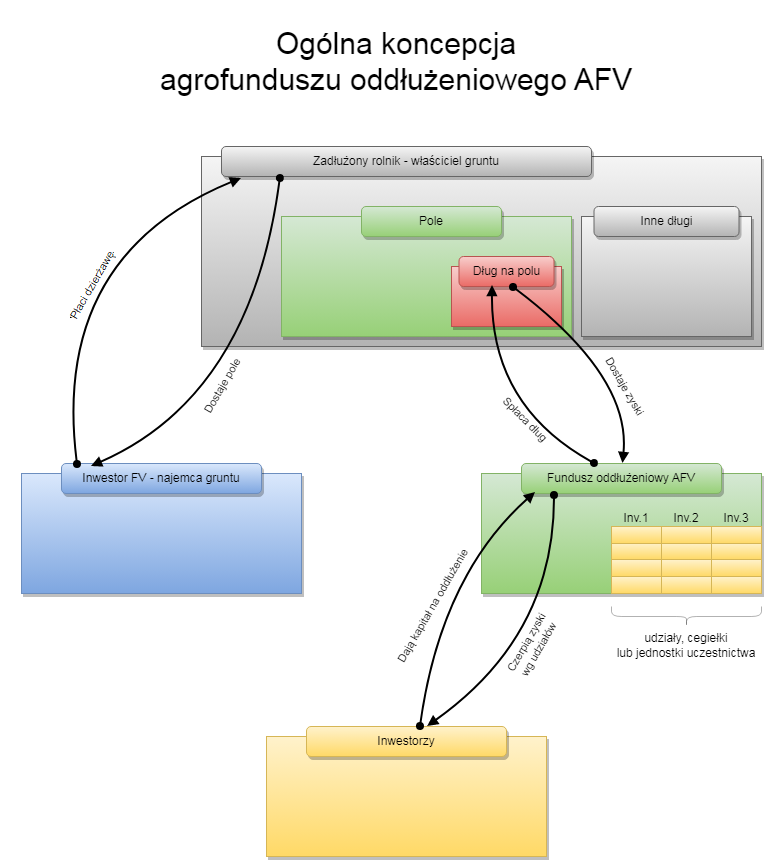 Ogólna koncepcja
agrofunduszu oddłużeniowego AFV
Zadłużony rolnik - właściciel gruntu
Pole
Inne długi
Dług na polu
Płaci dzierżawę
Dostaje pole
Spłaca dług
Dostaje zyski
Inwestor FV - najemca gruntu
Fundusz oddłużeniowy AFV
Inv.1 Inv.2 Inv.3
udziały, cegiełki
lub jednostki uczestnictwa
Dają kapitał na oddłużenie
Czerpią zyski
wg udziałów
Inwestorzy